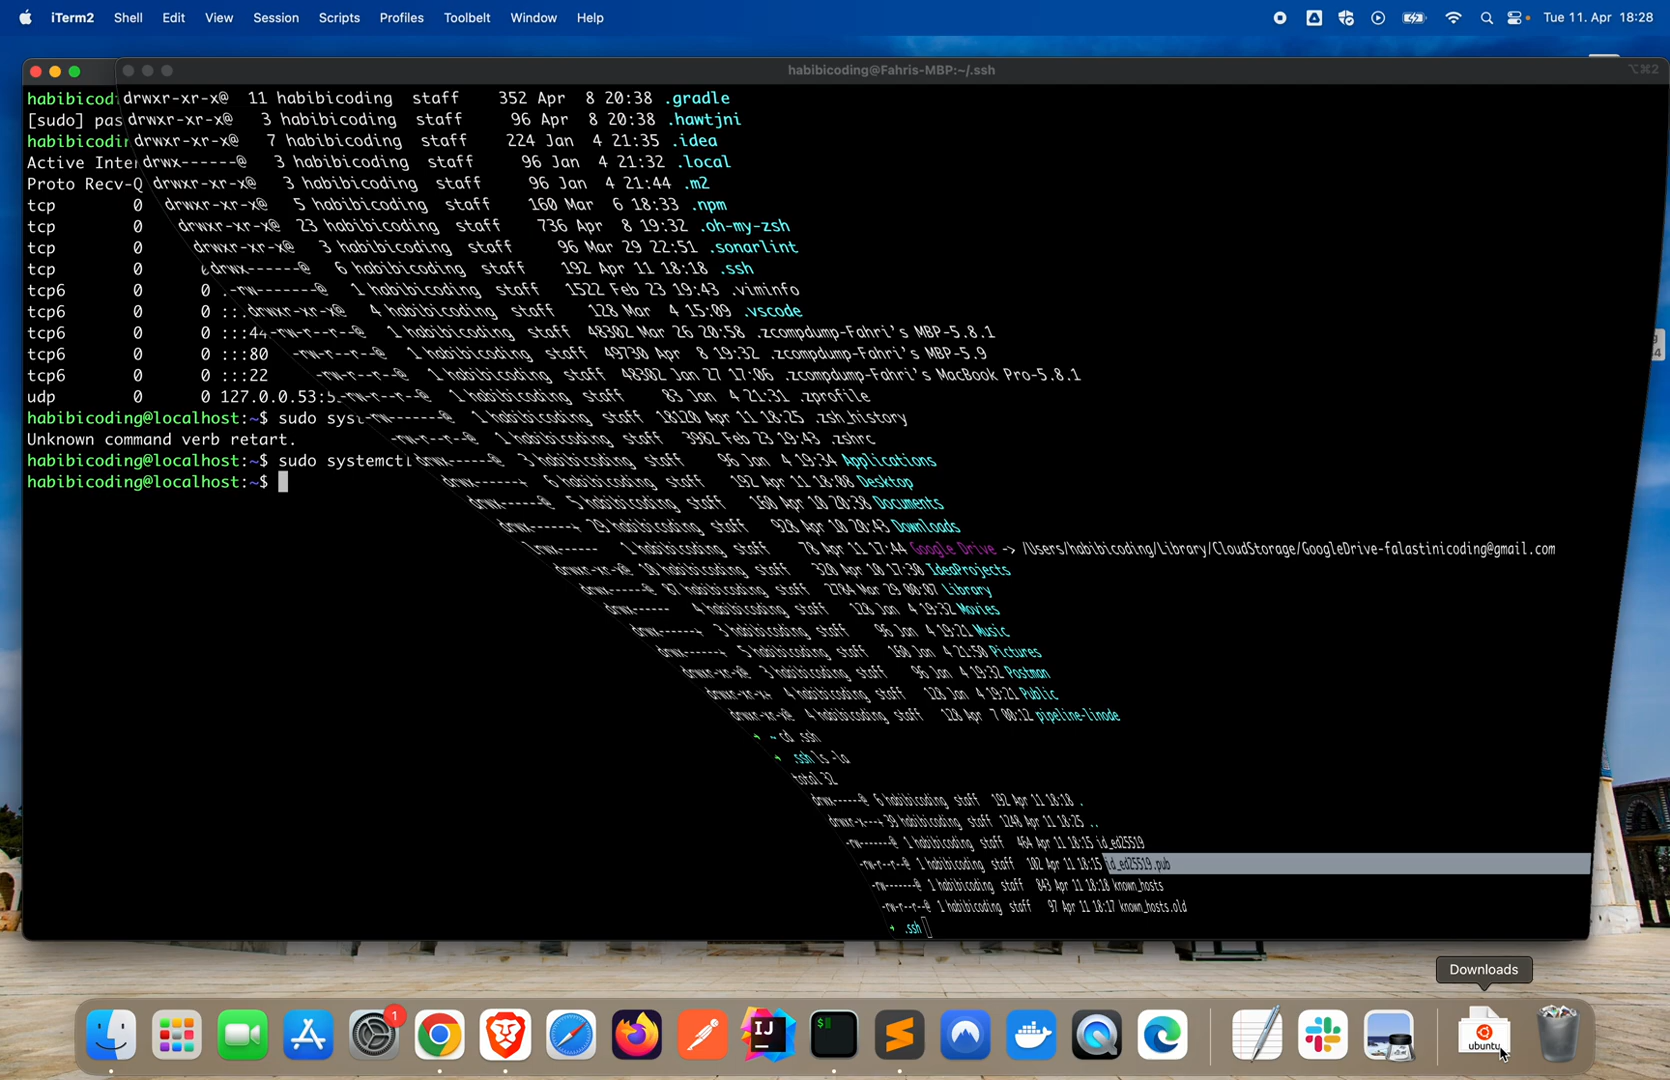 iTerm2 Shell Edit View Session Scripts Profiles Toolbelt Window Help Tue 11. Apr 18:28
habibicoding@Fahris-MBP:~/.ssh ⌥⌘2
habibicod
[sudo] pas
habibicodi
Active Inte
Proto Recv-Q
tcp 0
tcp 0
tcp 0
tcp 0
tcp6 0 0
tcp6 0 0 ::
tcp6 0 0 :::44
tcp6 0 0 :::80
tcp6 0 0 :::22
udp 0 0 127.0.0.53:5
habibicoding@localhost:~$ sudo sys
Unknown command verb retart.
habibicoding@localhost:~$ sudo systemctl
habibicoding@localhost:~$
drwxr-xr-x@ 11 habibicoding staff 352 Apr 8 20:38 .gradle
drwxr-xr-x@ 3 habibicoding staff 96 Apr 8 20:38 .hawtjni
drwxr-xr-x@ 7 habibicoding staff 224 Jan 4 21:35 .idea
drwx------@ 3 habibicoding staff 96 Jan 4 21:32 .local
drwxr-xr-x@ 3 habibicoding staff 96 Jan 4 21:44 .m2
drwxr-xr-x@ 5 habibicoding staff 160 Mar 6 18:33 .npm
drwxr-xr-x@ 23 habibicoding staff 736 Apr 8 19:32 .oh-my-zsh
drwxr-xr-x@ 3 habibicoding staff 96 Mar 29 22:51 .sonarlint
drwx------@ 6 habibicoding staff 192 Apr 11 18:18 .ssh
-rw-------@ 1 habibicoding staff 1522 Feb 23 19:43 .viminfo
drwxr-xr-x@ 4 habibicoding staff 128 Mar 4 15:09 .vscode
-rw-r--r--@ 1 habibicoding staff 48302 Mar 26 20:58 .zcompdump-Fahri's MBP-5.8.1
-rw-r--r--@ 1 habibicoding staff 49730 Apr 8 19:32 .zcompdump-Fahri's MBP-5.9
-rw-r--r--@ 1 habibicoding staff 48302 Jan 27 17:06 .zcompdump-Fahri's MacBook Pro-5.8.1
-rw-r--r--@ 1 habibicoding staff 83 Jan 4 21:31 .zprofile
-rw-------@ 1 habibicoding staff 18120 Apr 11 18:25 .zsh_history
-rw-r--r--@ 1 habibicoding staff 3982 Feb 23 19:43 .zshrc
drwx------@ 3 habibicoding staff 96 Jan 4 19:34 Applications
drwx------+ 6 habibicoding staff 192 Apr 11 18:08 Desktop
drwx------@ 5 habibicoding staff 160 Apr 10 20:38 Documents
drwx------+ 29 habibicoding staff 928 Apr 10 20:43 Downloads
lrwx------ 1 habibicoding staff 78 Apr 11 17:44 Google Drive -> /Users/habibicoding/Library/CloudStorage/GoogleDrive-falastinicoding@gmail.com
drwxr-xr-x@ 10 habibicoding staff 320 Apr 10 17:30 IdeaProjects
drwx------@ 87 habibicoding staff 2784 Mar 29 00:07 Library
drwx------ 4 habibicoding staff 128 Jan 4 19:32 Movies
drwx------+ 3 habibicoding staff 96 Jan 4 19:21 Music
drwx------+ 5 habibicoding staff 160 Jan 4 21:50 Pictures
drwxr-xr-x@ 3 habibicoding staff 96 Jan 4 19:32 Postman
drwxr-xr-x+ 4 habibicoding staff 128 Jan 4 19:21 Public
drwxr-xr-x@ 4 habibicoding staff 128 Apr 7 00:12 pipeline-linode
➜ ~ cd .ssh
➜ .ssh ls -la
total 32
drwx------@ 6 habibicoding staff 192 Apr 11 18:18 .
drwxr-x---+ 39 habibicoding staff 1248 Apr 11 18:25 ..
-rw-------@ 1 habibicoding staff 464 Apr 11 18:15 id_ed25519
-rw-r--r--@ 1 habibicoding staff 102 Apr 11 18:15 id_ed25519.pub
-rw-------@ 1 habibicoding staff 843 Apr 11 18:18 known_hosts
-rw-r--r--@ 1 habibicoding staff 97 Apr 11 18:17 known_hosts.old
➜ .ssh
Downloads
1
IJ
$
ubuntu